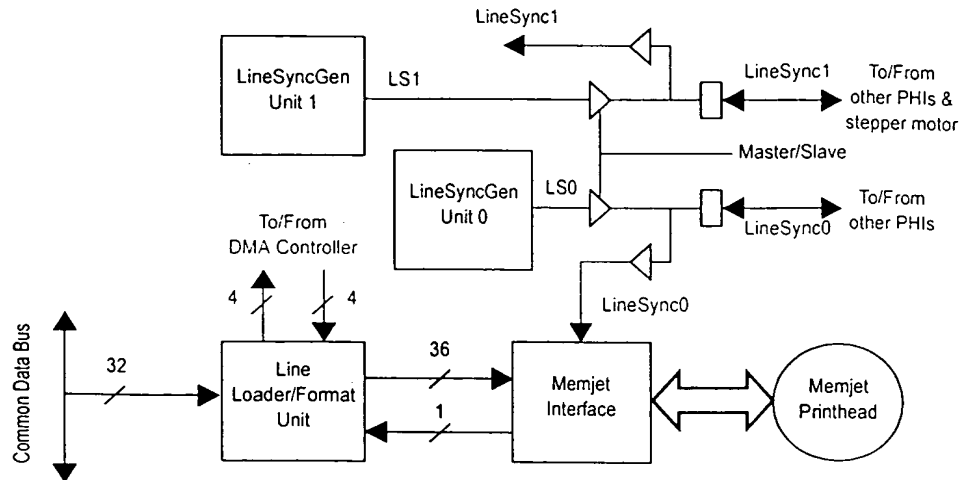 LineSync1
LineSyncGen
Unit 1
LS1
LineSync1
To/From
other PHIs &
stepper motor
Master/Slave
LineSyncGen
Unit 0
LS0
LineSync0
To/From
other PHIs
To/From
DMA Controller
4
4
LineSync0
Common Data Bus
32
Line
Loader/Format
Unit
36
1
Memjet
Interface
Memjet
Printhead